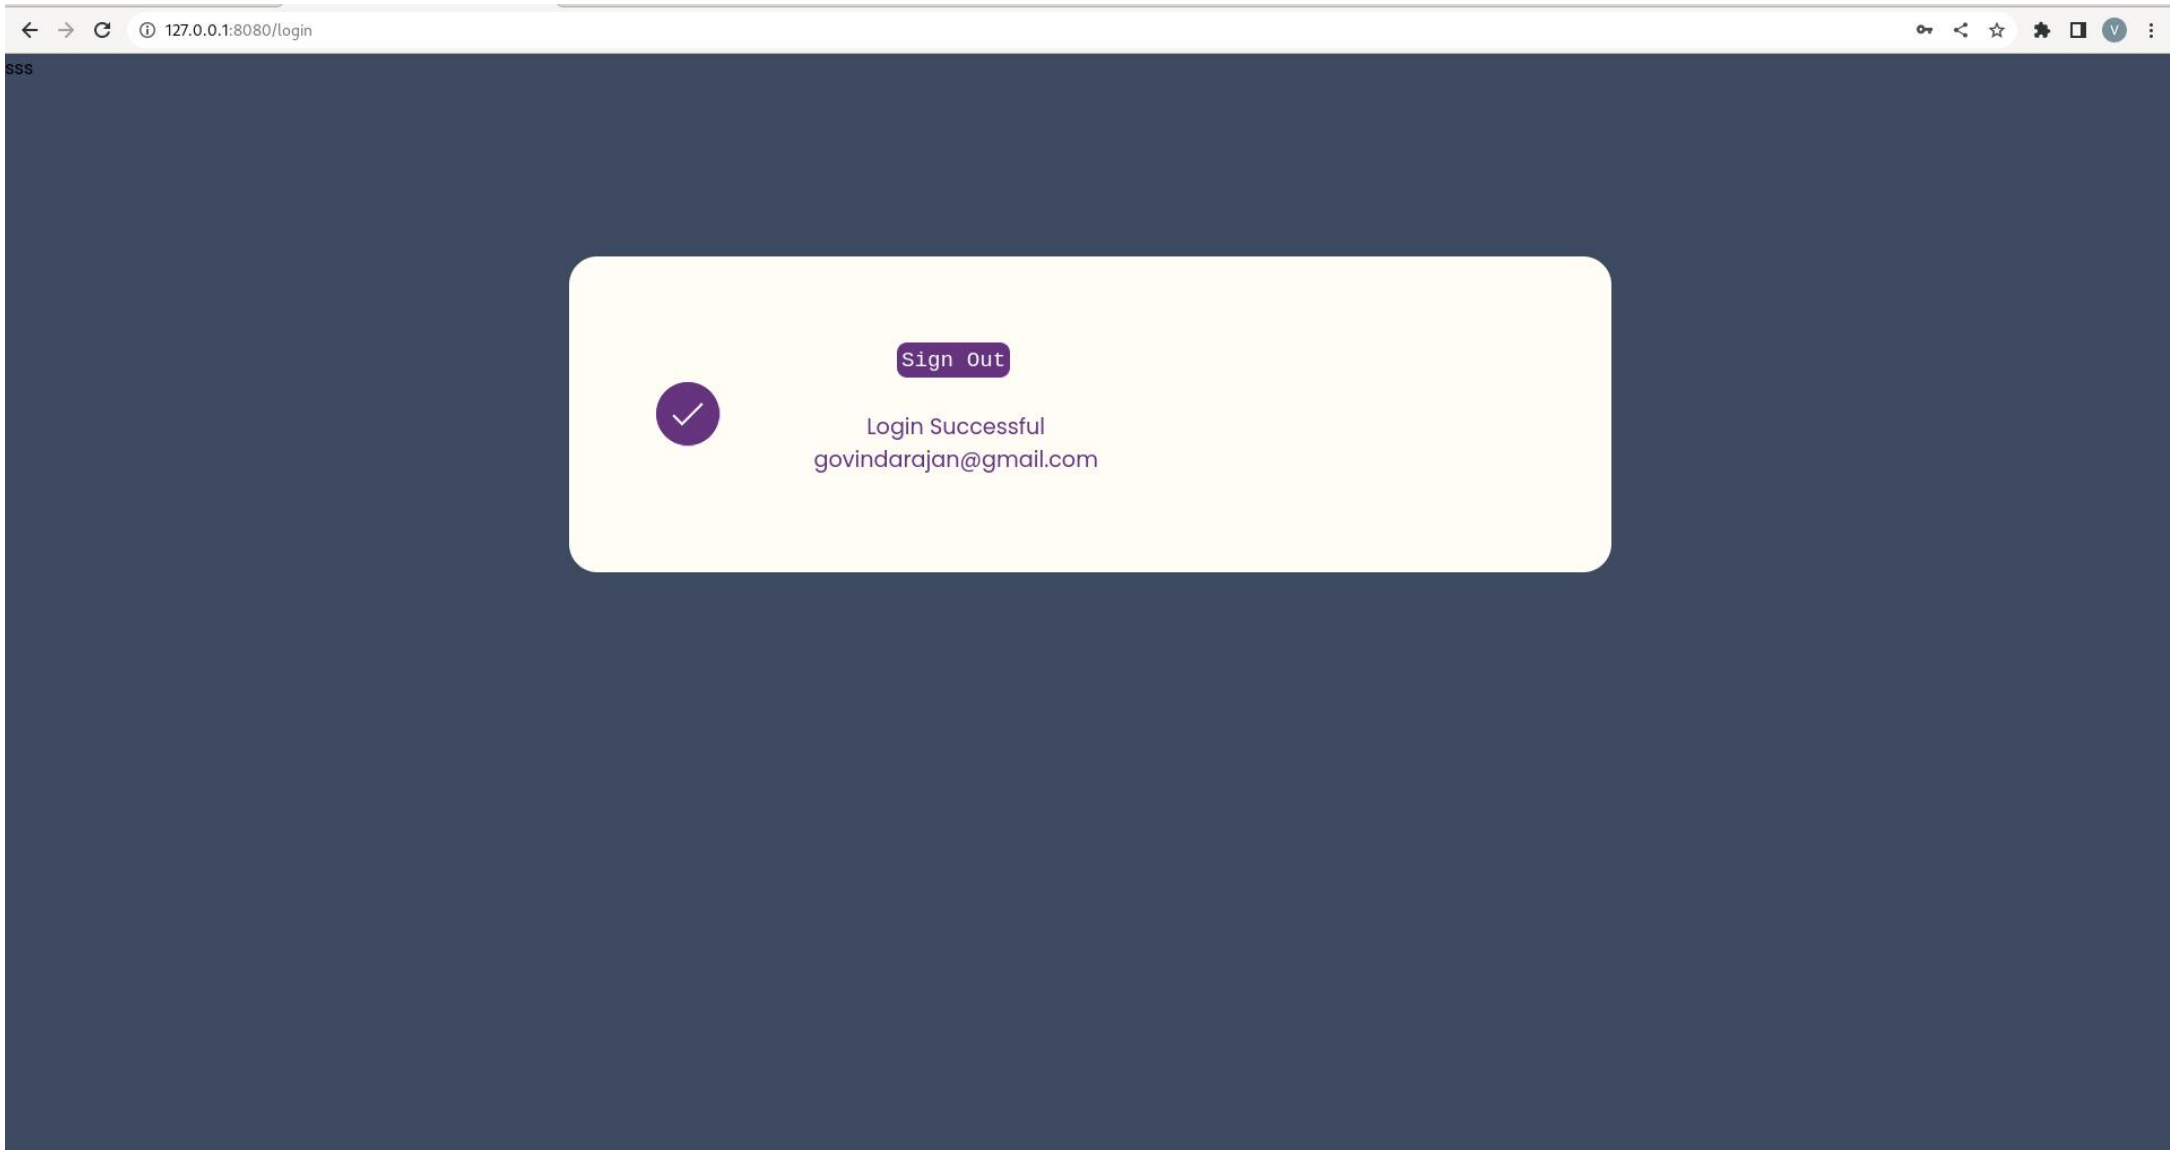 127.0.0.1:8080/login
V
sss
Sign Out
Login Successful
govindarajan@gmail.com